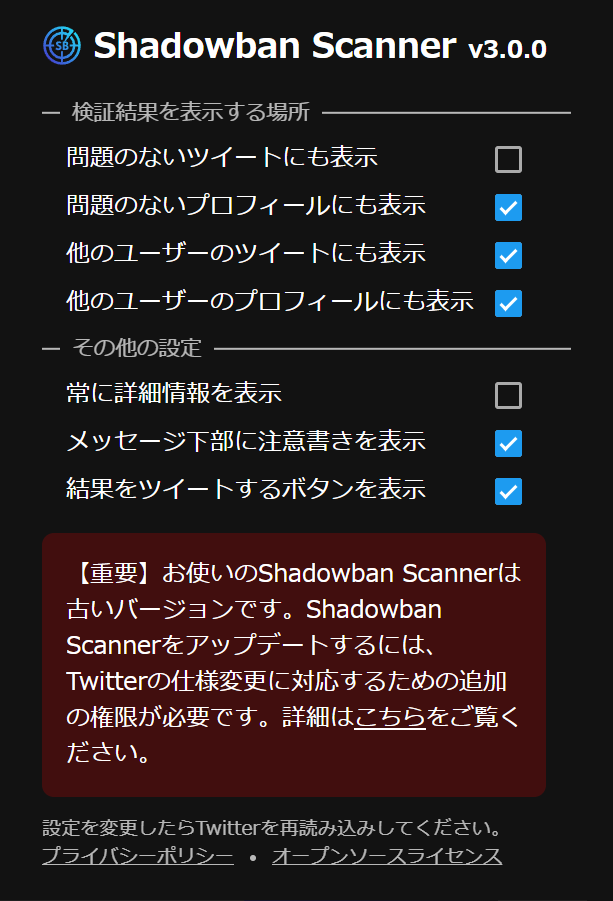 SB
Shadowban Scanner v3.0.0
検証結果を表示する場所
問題のないツイートにも表示
問題のないプロフィールにも表示
他のユーザーのツイートにも表示
他のユーザーのプロフィールにも表示
その他の設定
常に詳細情報を表示
メッセージ下部に注意書きを表示
結果をツイートするボタンを表示
【重要】お使いのShadowban Scannerは
古いバージョンです。Shadowban
Scannerをアップデートするには、
Twitterの仕様変更に対応するための追加
の権限が必要です。詳細はこちらをご覧く
ださい。
設定を変更したらTwitterを再読み込みしてください。
プライバシーポリシー • オープンソースライセンス